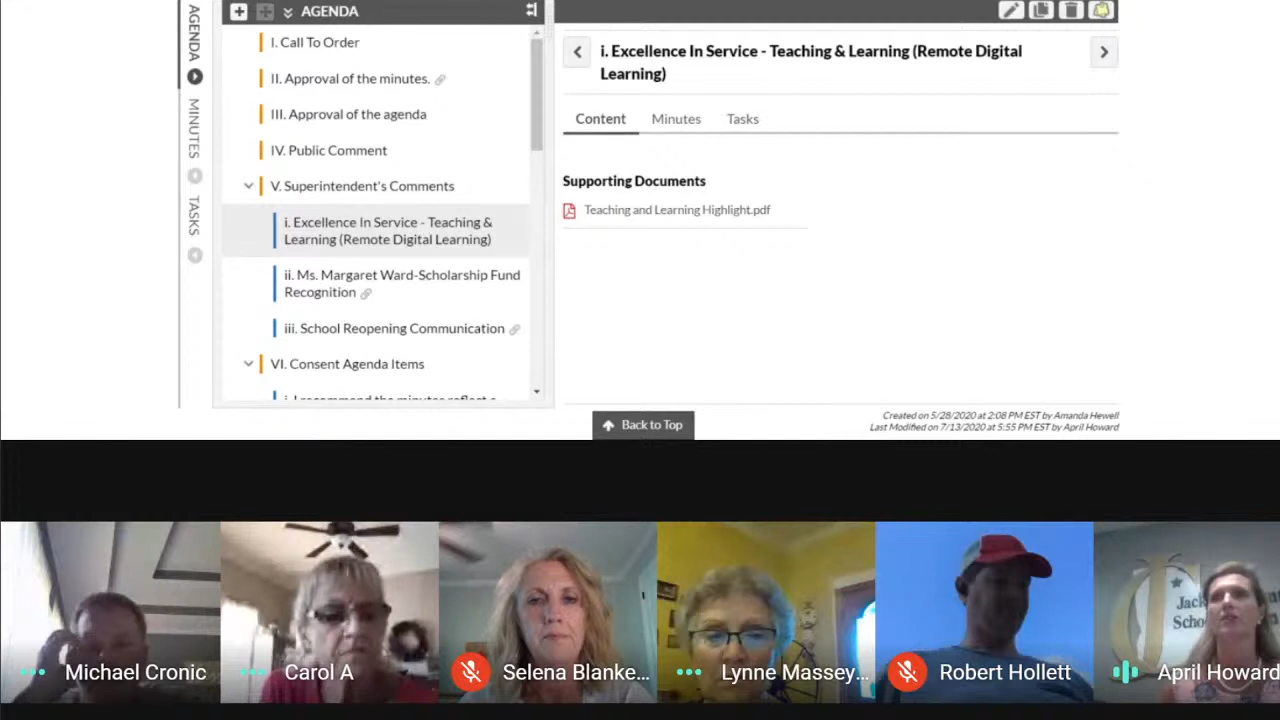 AGENDA
MINUTES
TASKS
AGENDA
I. Call To Order
II. Approval of the minutes.
III. Approval of the agenda
IV. Public Comment
V. Superintendent's Comments
i. Excellence In Service - Teaching &
Learning (Remote Digital Learning)
ii. Ms. Margaret Ward-Scholarship Fund
Recognition
iii. School Reopening Communication
VI. Consent Agenda Items
i. I recommend the minutes reflect a
i. Excellence In Service - Teaching & Learning (Remote Digital
Learning)
Content Minutes Tasks
Supporting Documents
Teaching and Learning Highlight.pdf
Back to Top
Created on 5/28/2020 at 2:08 PM EST by Amanda Hewell
Last Modified on 7/13/2020 at 5:55 PM EST by April Howard
Michael Cronic
Carol A
Selena Blanke...
Lynne Massey...
Robert Hollett
April Howard